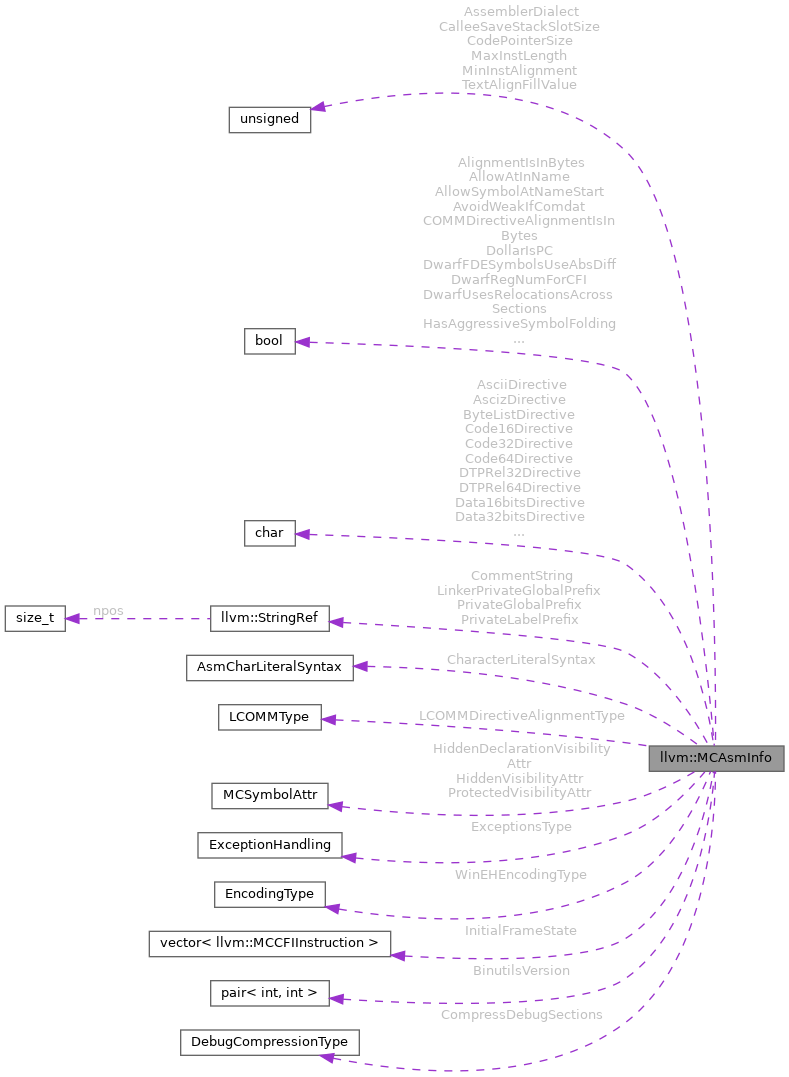 AssemblerDialect
CalleeSaveStackSlotSize
CodePointerSize
MaxInstLength
MinInstAlignment
TextAlignFillValue
unsigned
AlignmentIsInBytes
AllowAtInName
AllowSymbolAtNameStart
AvoidWeakIfComdat
COMMDirectiveAlignmentIsIn
Bytes
DollarIsPC
DwarfFDESymbolsUseAbsDiff
DwarfRegNumForCFI
DwarfUsesRelocationsAcross
Sections
HasAggressiveSymbolFolding
...
bool
AsciiDirective
AscizDirective
ByteListDirective
Code16Directive
Code32Directive
Code64Directive
DTPRel32Directive
DTPRel64Directive
Data16bitsDirective
Data32bitsDirective
...
char
CommentString
LinkerPrivateGlobalPrefix
PrivateGlobalPrefix
PrivateLabelPrefix
size_t
npos
llvm::StringRef
CharacterLiteralSyntax
AsmCharLiteralSyntax
LCOMMDirectiveAlignmentType
LCOMMType
llvm::MCAsmInfo
HiddenDeclarationVisibility
Attr
HiddenVisibilityAttr
ProtectedVisibilityAttr
MCSymbolAttr
ExceptionsType
ExceptionHandling
WinEHEncodingType
EncodingType
InitialFrameState
vector< llvm::MCCFIInstruction >
BinutilsVersion
pair< int, int >
CompressDebugSections
DebugCompressionType